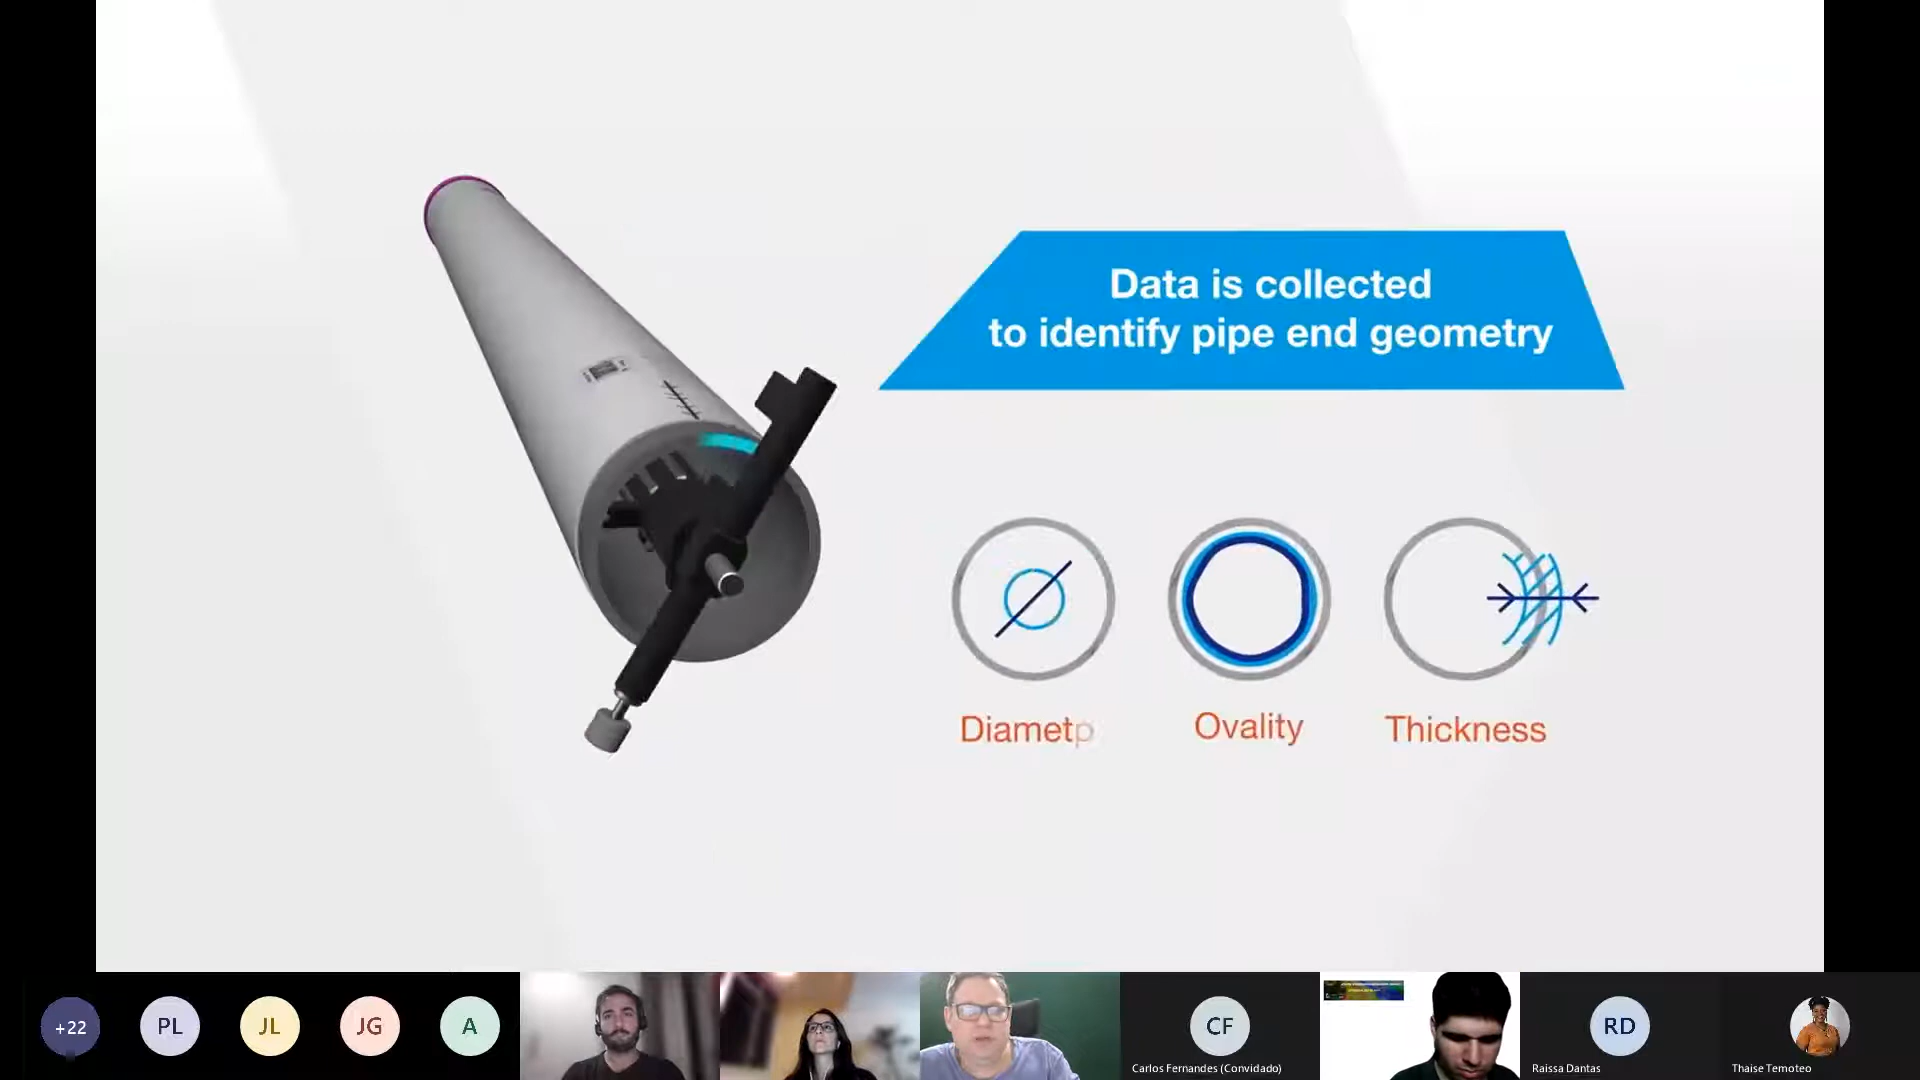 Data is collected
to identify pipe end geometry
Diametp
Ovality
Thickness
+22
PL
JL
JG
A
CF
Carlos Fernandes (Convidado)
RD
Raissa Dantas
Thaise Temoteo